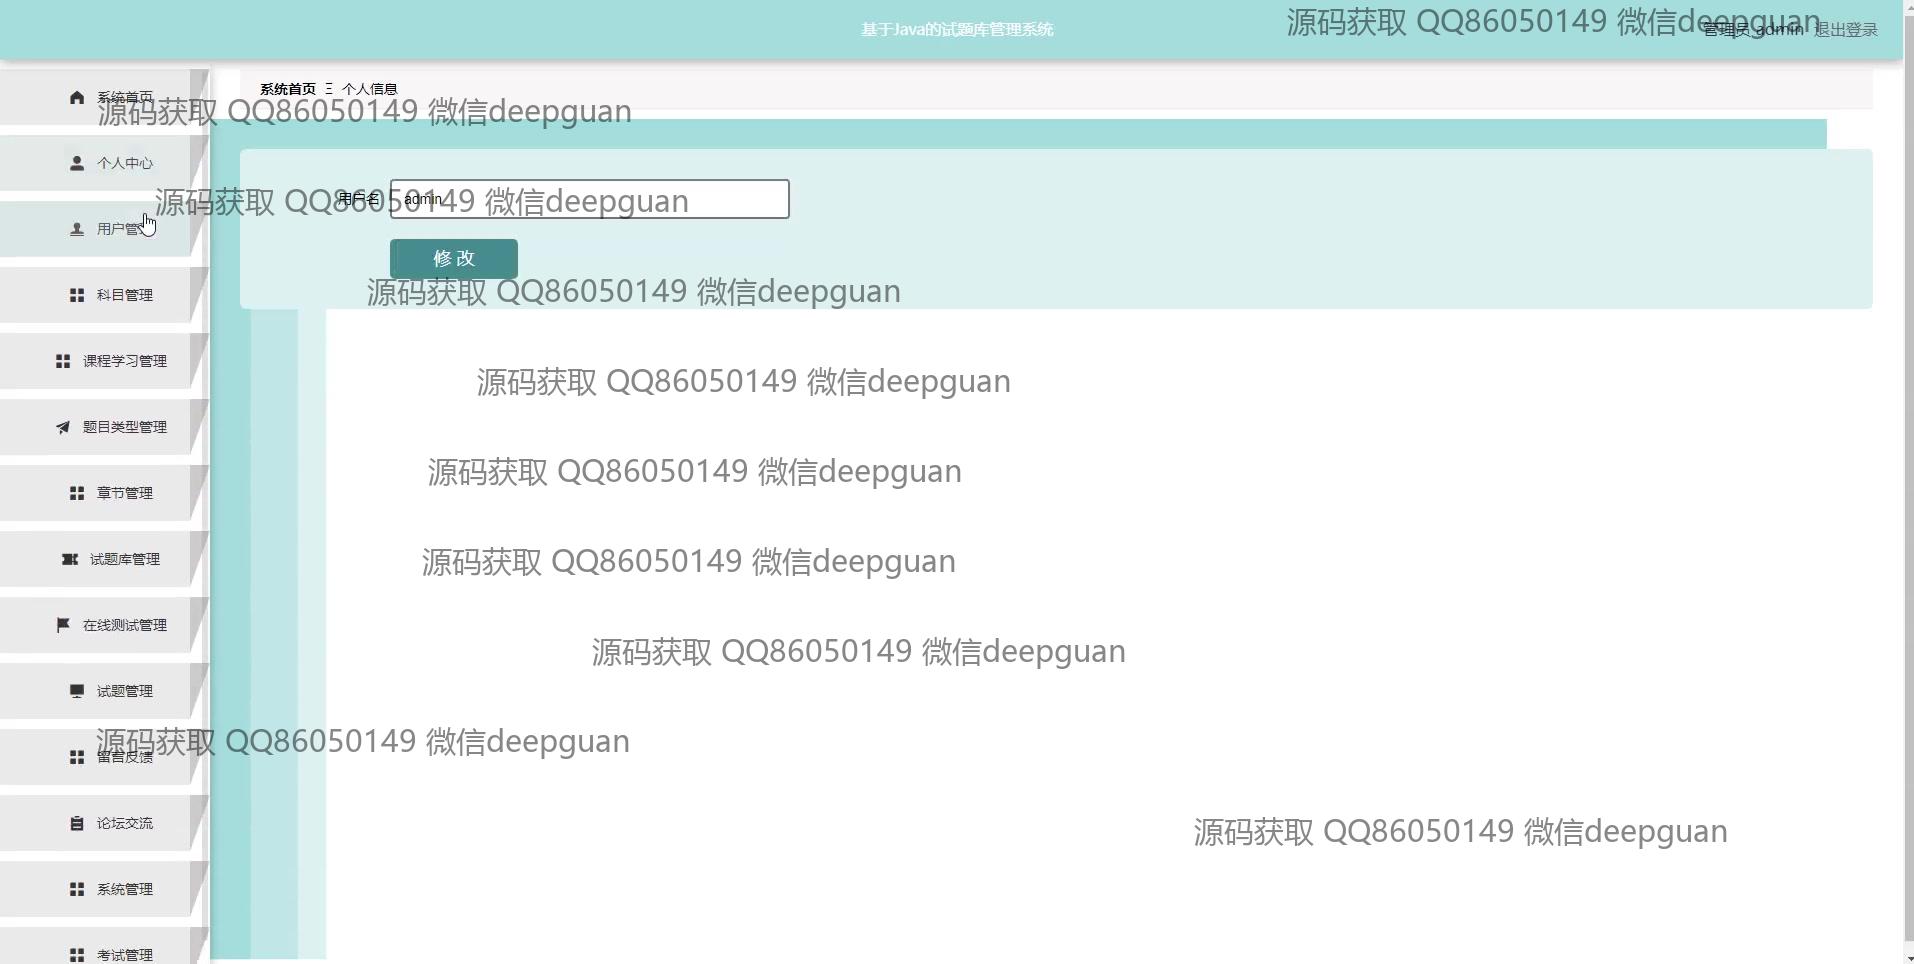 基于Java的试题库管理系统
源码获取 QQ86050149 微信deepguan
管理员 admin 退出登录
系统首页
系统首页 个人信息
源码获取 QQ86050149 微信deepguan
个人中心
用户名 admin
源码获取 QQ86050149 微信deepguan
用户管理
修改
源码获取 QQ86050149 微信deepguan
科目管理
课程学习管理
源码获取 QQ86050149 微信deepguan
题目类型管理
源码获取 QQ86050149 微信deepguan
章节管理
试题库管理
源码获取 QQ86050149 微信deepguan
在线测试管理
源码获取 QQ86050149 微信deepguan
试题管理
源码获取 QQ86050149 微信deepguan
留言反馈
论坛交流
源码获取 QQ86050149 微信deepguan
系统管理
考试管理